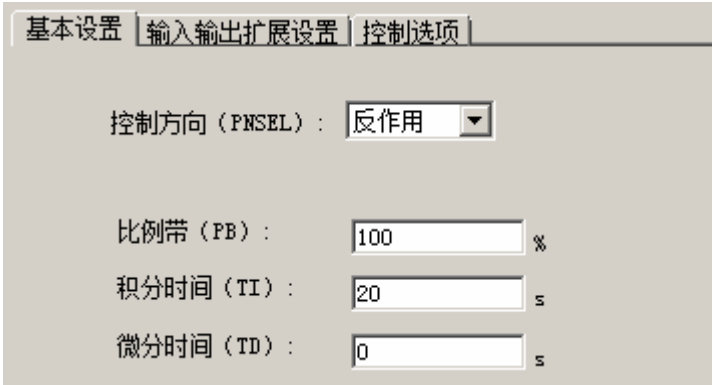 基本设置 输入输出扩展设置 控制选项
控制方向（PNSEL）： 反作用
比例带（PB）： 100 %
积分时间（TI）： 20 s
微分时间（TD）： 0 s